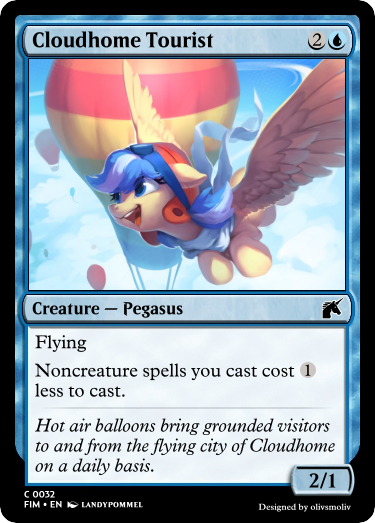 Cloudhome Tourist 2
Creature — Pegasus
Flying
Noncreature spells you cast cost 1
less to cast.
Hot air balloons bring grounded visitors
to and from the flying city of Cloudhome
on a daily basis.
2/1
C 0032
FIM • EN LANDYPOMMEL
Designed by olivsmoliv